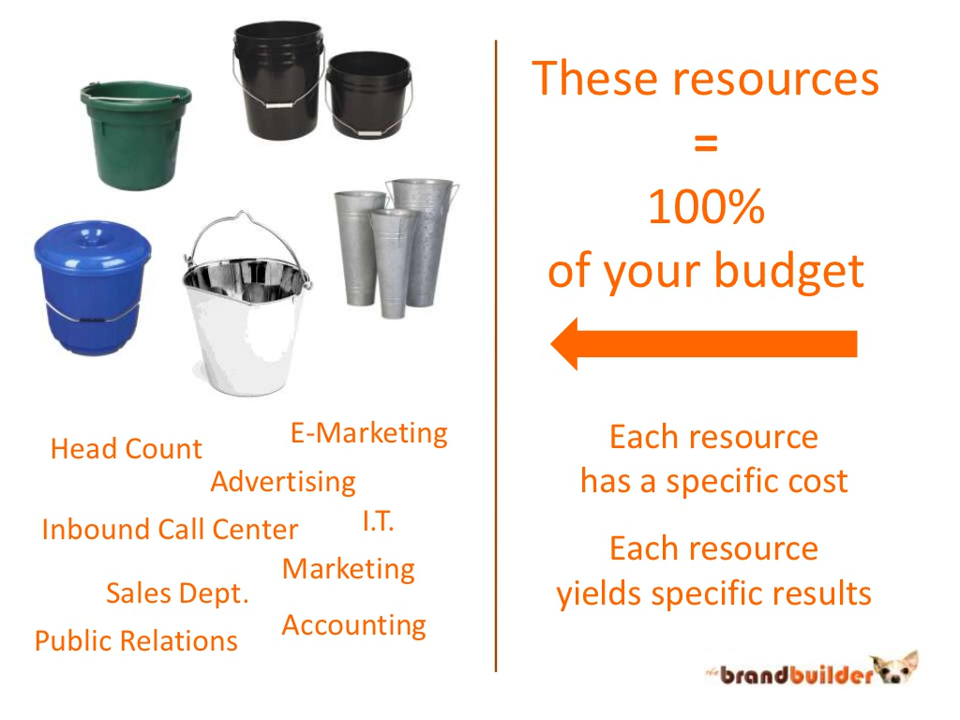 These resources
=
100%
of your budget
E-Marketing
Head Count
Advertising
I.T.
Inbound Call Center
Marketing
Sales Dept.
Accounting
Public Relations
Each resource
has a specific cost
Each resource
yields specific results
the brandbuilder